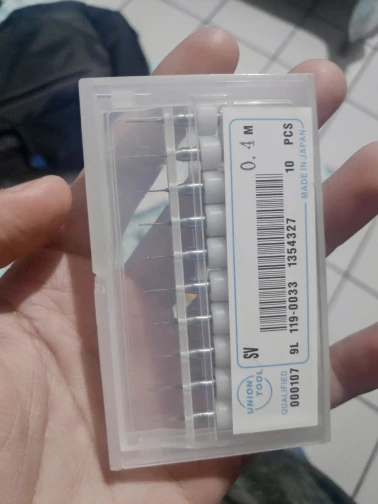 UNION
TOOL
SV
0.4 M
QUALIFIED
000107 9L 119-0033 1354327 10 PCS
MADE IN JAPAN